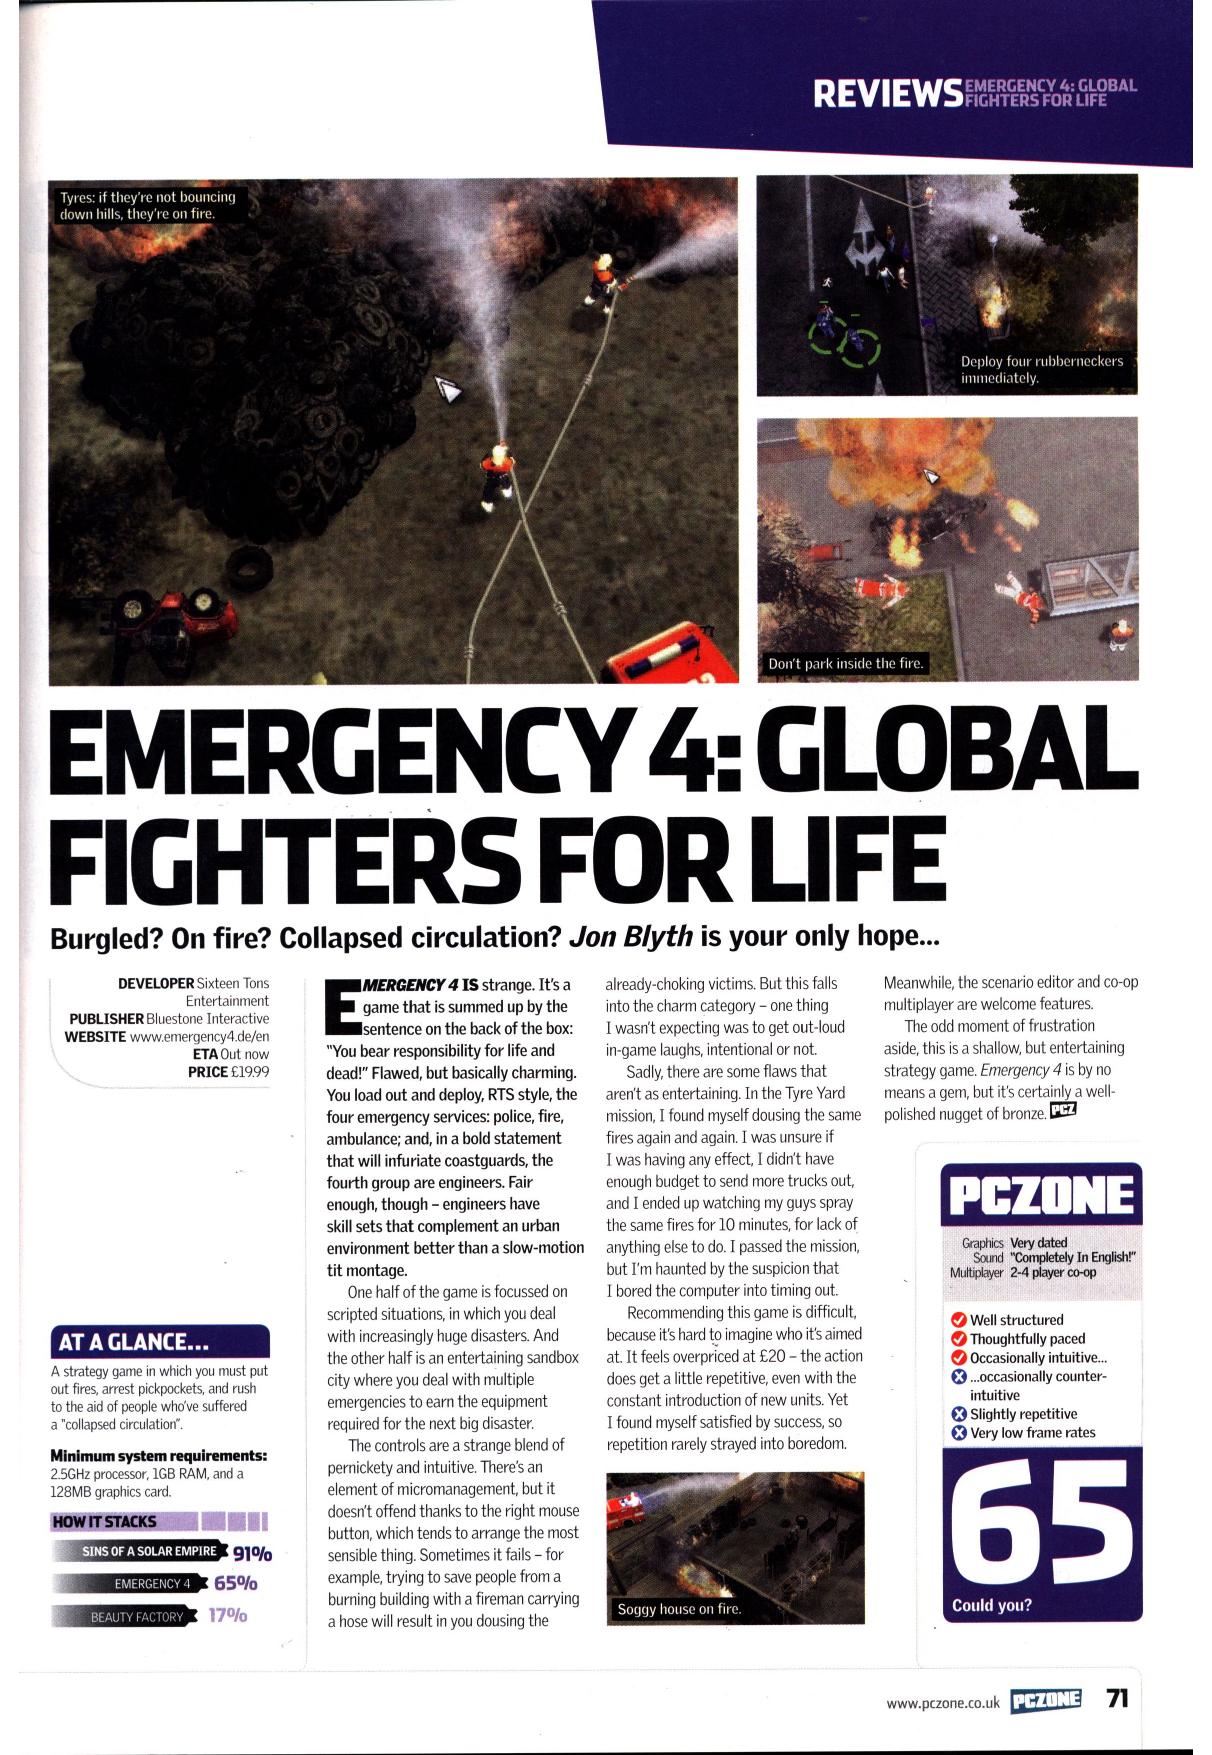 REVIEWS EMERGENCY 4: GLOBAL
FIGHTERS FOR LIFE
Tyres: if they're not bouncing
down hills, they're on fire.
Deploy four rubberneckers
immediately.
Don't park inside the fire.
EMERGENCY 4: GLOBAL
FIGHTERS FOR LIFE
Burgled? On fire? Collapsed circulation? Jon Blyth is your only hope...
DEVELOPER Sixteen Tons
Entertainment
PUBLISHER Bluestone Interactive
WEBSITE www.emergency4.de/en
ETA Out now
PRICE £19.99
AT A GLANCE...
A strategy game in which you must put
out fires, arrest pickpockets, and rush
to the aid of people who've suffered
a "collapsed circulation".
Minimum system requirements:
2.5GHz processor, 1GB RAM, and a
128MB graphics card.
HOW IT STACKS
SINS OF A SOLAR EMPIRE 91%
EMERGENCY 4 65%
BEAUTY FACTORY 17%
EMERGENCY 4 IS strange. It's a
game that is summed up by the
sentence on the back of the box:
"You bear responsibility for life and
dead!" Flawed, but basically charming.
You load out and deploy, RTS style, the
four emergency services: police, fire,
ambulance; and, in a bold statement
that will infuriate coastguards, the
fourth group are engineers. Fair
enough, though – engineers have
skill sets that complement an urban
environment better than a slow-motion
tit montage.
One half of the game is focussed on
scripted situations, in which you deal
with increasingly huge disasters. And
the other half is an entertaining sandbox
city where you deal with multiple
emergencies to earn the equipment
required for the next big disaster.
The controls are a strange blend of
pernickety and intuitive. There's an
element of micromanagement, but it
doesn't offend thanks to the right mouse
button, which tends to arrange the most
sensible thing. Sometimes it fails – for
example, trying to save people from a
burning building with a fireman carrying
a hose will result in you dousing the
already-choking victims. But this falls
into the charm category – one thing
I wasn't expecting was to get out-loud
in-game laughs, intentional or not.
Sadly, there are some flaws that
aren't as entertaining. In the Tyre Yard
mission, I found myself dousing the same
fires again and again. I was unsure if
I was having any effect, I didn't have
enough budget to send more trucks out,
and I ended up watching my guys spray
the same fires for 10 minutes, for lack of
anything else to do. I passed the mission,
but I'm haunted by the suspicion that
I bored the computer into timing out.
Recommending this game is difficult,
because it's hard to imagine who it's aimed
at. It feels overpriced at £20 – the action
does get a little repetitive, even with the
constant introduction of new units. Yet
I found myself satisfied by success, so
repetition rarely strayed into boredom.
Soggy house on fire.
Meanwhile, the scenario editor and co-op
multiplayer are welcome features.
The odd moment of frustration
aside, this is a shallow, but entertaining
strategy game. Emergency 4 is by no
means a gem, but it's certainly a well-
polished nugget of bronze. PCZ
PCZONE
Graphics Very dated
Sound "Completely In English!"
Multiplayer 2-4 player co-op
Well structured
Thoughtfully paced
Occasionally intuitive...
...occasionally counter-
intuitive
Slightly repetitive
Very low frame rates
65
Could you?
www.pczone.co.uk PCZONE 71